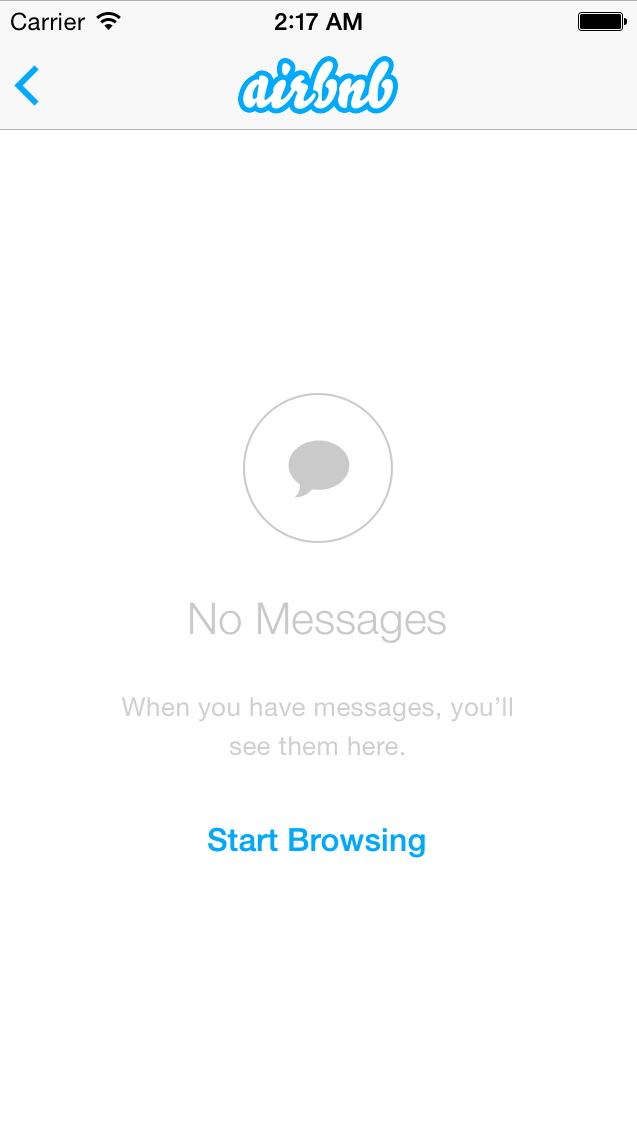 Carrier 2:17 AM
airbnb
No Messages
When you have messages, you’ll
see them here.
Start Browsing